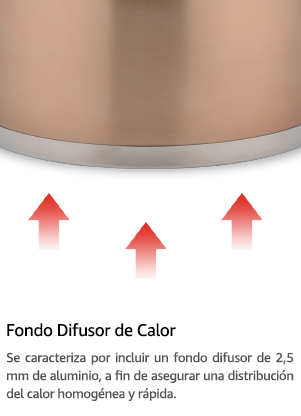 Fondo Difusor de Calor
Se caracteriza por incluir un fondo difusor de 2,5
mm de aluminio, a fin de asegurar una distribución
del calor homogénea y rápida.